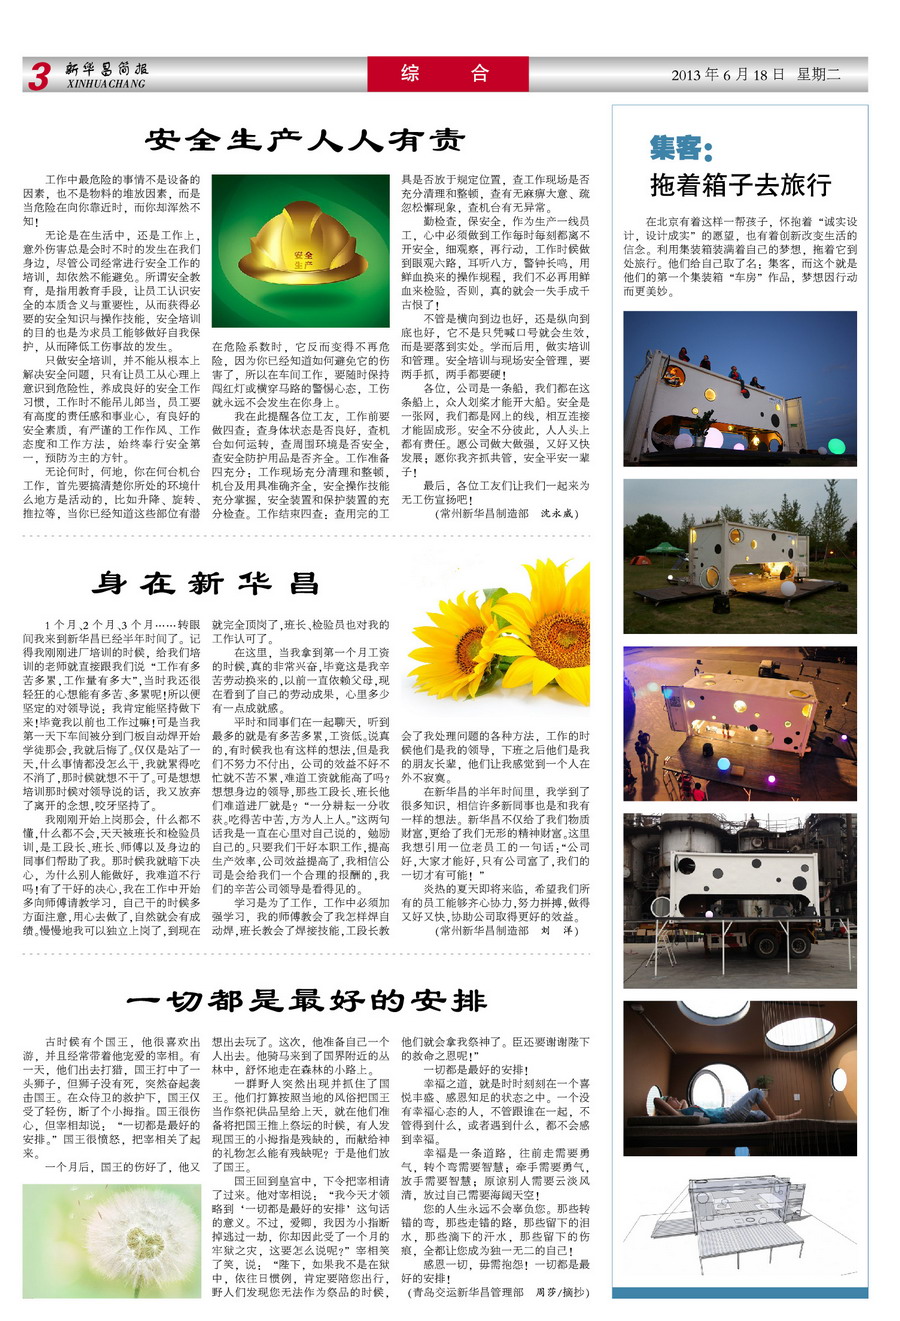 3
新华昌简报
XINHUACHANG
综 合
2013 年 6 月 18 日 星期二
安全生产人人有责
工作中最危险的事情不是设备的
因素，也不是物料的堆放因素，而是
当危险在向你靠近时，而你却浑然不
知！
无论是在生活中，还是工作上，
意外伤害总是会时不时的发生在我们
身边，尽管公司经常进行安全工作的
培训，却依然不能避免。所谓安全教
育，是指用教育手段，让员工认识安
全的本质含义与重要性，从而获得必
要的安全知识与操作技能，安全培训
的目的也是为求员工能够做好自我保
护，从而降低工伤事故的发生。
只做安全培训，并不能从根本上
解决安全问题，只有让员工从心理上
意识到危险性，养成良好的安全工作
习惯，工作时不能吊儿郎当，员工要
有高度的责任感和事业心，有良好的
安全素质，有严谨的工作作风、工作
态度和工作方法，始终奉行安全第
一，预防为主的方针。
无论何时，何地，你在何台机台
工作，首先要搞清楚你所处的环境什
么地方是活动的，比如升降、旋转、
推拉等，当你已经知道这些部位有潜
安全
生产
在危险系数时，它反而变得不再危
险，因为你已经知道如何避免它的伤
害了，所以在车间工作，要随时保持
闯红灯或横穿马路的警惕心态，工伤
就永远不会发生在你身上。
我在此提醒各位工友，工作前要
做四查：查身体状态是否良好，查机
台如何运转，查周围环境是否安全，
查安全防护用品是否齐全。工作准备
四充分：工作现场充分清理和整顿，
机台及用具准确齐全，安全操作技能
充分掌握，安全装置和保护装置的充
分检查。工作结束四查：查用完的工
具是否放于规定位置，查工作现场是否
充分清理和整顿，查有无麻痹大意、疏
忽松懈现象，查机台有无异常。
勤检查，保安全，作为生产一线员
工，心中必须做到工作每时每刻都离不
开安全，细观察，再行动，工作时候做
到眼观六路，耳听八方，警钟长鸣，用
鲜血换来的操作规程，我们不必再用鲜
血来检验，否则，真的就会一失手成千
古恨了！
不管是横向到边也好，还是纵向到
底也好，它不是只凭喊口号就会生效，
而是要落到实处。学而后用，做实培训
和管理。安全培训与现场安全管理，要
两手抓，两手都要硬！
各位，公司是一条船，我们都在这
条船上，众人划桨才能开大船。安全是
一张网，我们都是网上的线，相互连接
才能固成形。安全不分彼此，人人头上
都有责任。愿公司做大做强，又好又快
发展；愿你我齐抓共管，安全平安一辈
子！
最后，各位工友们让我们一起来为
无工伤宣扬吧！
（常州新华昌制造部 沈永威）
身在新华昌
1 个月、2 个月、3 个月……转眼
间我来到新华昌已经半年时间了。记
得我刚刚进厂培训的时候，给我们培
训的老师就直接跟我们说“工作有多
苦多累，工作量有多大”，当时我还很
轻狂的心想能有多苦、多累呢！所以便
坚定的对领导说：我肯定能坚持做下
来！毕竟我以前也工作过嘛！可是当我
第一天下车间被分到门板自动焊开始
学徒那会，我就后悔了。仅仅是站了一
天，什么事情都没怎么干，我就累得吃
不消了，那时候就想不干了。可是想想
培训那时候对领导说的话，我又放弃
了离开的念想，咬牙坚持了。
我刚刚开始上岗那会，什么都不
懂，什么都不会，天天被班长和检验员
训，是工段长、班长、师傅以及身边的
同事们帮助了我。那时候我就暗下决
心，为什么别人能做好，我难道不行
吗！有了干好的决心，我在工作中开始
多向师傅请教学习，自己干的时候多
方面注意，用心去做了，自然就会有成
绩。慢慢地我可以独立上岗了，到现在
就完全顶岗了，班长、检验员也对我的
工作认可了。
在这里，当我拿到第一个月工资
的时候，真的非常兴奋，毕竟这是我辛
苦劳动换来的，以前一直依赖父母，现
在看到了自己的劳动成果，心里多少
有一点成就感。
平时和同事们在一起聊天，听到
最多的就是有多苦多累，工资低。说真
的，有时候我也有这样的想法，但是我
们不努力不付出，公司的效益不好不
忙就不苦不累，难道工资就能高了吗？
想想身边的领导，那些工段长、班长他
们难道进厂就是？“一分耕耘一分收
获。吃得苦中苦，方为人上人。”这两句
话我是一直在心里对自己说的，勉励
自己的。只要我们干好本职工作，提高
生产效率，公司效益提高了，我相信公
司是会给我们一个合理的报酬的，我
们的辛苦公司领导是看得见的。
学习是为了工作，工作中必须加
强学习，我的师傅教会了我怎样焊自
动焊，班长教会了焊接技能，工段长教
会了我处理问题的各种方法，工作的时
候他们是我的领导，下班之后他们是我
的朋友长辈，他们让我感觉到一个人在
外不寂寞。
在新华昌的半年时间里，我学到了
很多知识，相信许多新同事也是和我有
一样的想法。新华昌不仅给了我们物质
财富，更给了我们无形的精神财富。这里
我想引用一位老员工的一句话：“公司
好，大家才能好，只有公司富了，我们的
一切才有可能！”
炎热的夏天即将来临，希望我们所
有的员工能够齐心协力，努力拼搏，做得
又好又快，协助公司取得更好的效益。
（常州新华昌制造部 刘 洋）
一切都是最好的安排
古时候有个国王，他很喜欢出
游，并且经常带着他宠爱的宰相。有
一天，他们出去打猎，国王打中了一
头狮子，但狮子没有死，突然奋起袭
击国王。在众侍卫的救护下，国王仅
受了轻伤，断了个小拇指。国王很伤
心，但宰相却说：“一切都是最好的
安排。”国王很愤怒，把宰相关了起
来。
一个月后，国王的伤好了，他又
想出去玩了。这次，他准备自己一个
人出去。他骑马来到了国界附近的丛
林中，舒怀地走在森林的小路上。
一群野人突然出现并抓住了国
王。他们打算按照当地的风俗把国王
当作祭祀供品呈给上天，就在他们准
备将把国王推上祭坛的时候，有人发
现国王的小拇指是残缺的，而献给神
的礼物怎么能有残缺呢？于是他们放
了国王。
国王回到皇宫中，下令把宰相请
了过来。他对宰相说：“我今天才领
略到‘一切都是最好的安排’这句话
的意义。不过，爱卿，我因为小指断
掉逃过一劫，你却因此受了一个月的
牢狱之灾，这要怎么说呢？”宰相笑
了笑，说：“陛下，如果我不是在狱
中，依往日惯例，肯定要陪您出行，
野人们发现您无法作为祭品的时候，
他们就会拿我祭神了。臣还要谢谢陛下
的救命之恩呢！”
一切都是最好的安排！
幸福之道，就是时时刻刻在一个喜
悦丰盛、感恩知足的状态之中。一个没
有幸福心态的人，不管跟谁在一起，不
管得到什么，或者遇到什么，都不会感
到幸福。
幸福是一条道路，往前走需要勇
气，转个弯需要智慧；牵手需要勇气，
放手需要智慧；原谅别人需要云淡风
清，放过自己需要海阔天空！
您的人生永远不会辜负您。那些转
错的弯，那些走错的路，那些留下的泪
水，那些滴下的汗水，那些留下的伤
痕，全都让您成为独一无二的自己！
感恩一切，毋需抱怨！一切都是最
好的安排！
（青岛交运新华昌管理部 周莎/摘抄）
集客：
拖着箱子去旅行
在北京有着这样一帮孩子，怀抱着“诚实设
计，设计成实”的愿望，也有着创新改变生活的
信念。利用集装箱装满着自己的梦想，拖着它到
处旅行。他们给自己取了名：集客，而这个就是
他们的第一个集装箱“车房”作品，梦想因行动
而更美妙。